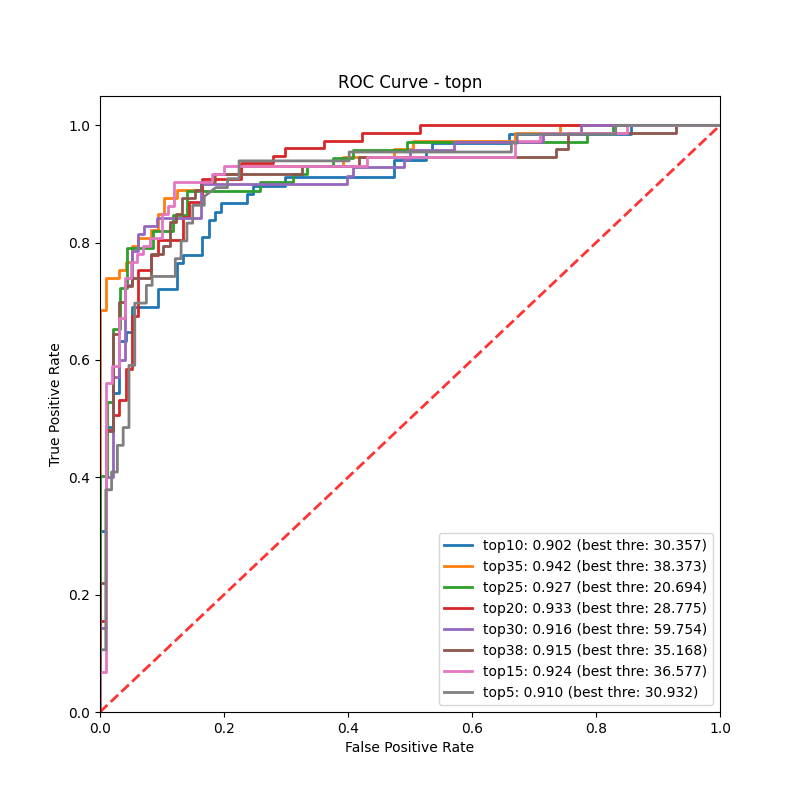 ROC Curve - topn
True Positive Rate
1.0
0.8
0.6
0.4
0.2
0.0
top10: 0.902 (best thre: 30.357)
top35: 0.942 (best thre: 38.373)
top25: 0.927 (best thre: 20.694)
top20: 0.933 (best thre: 28.775)
top30: 0.916 (best thre: 59.754)
top38: 0.915 (best thre: 35.168)
top15: 0.924 (best thre: 36.577)
top5: 0.910 (best thre: 30.932)
0.0 0.2 0.4 0.6 0.8 1.0
False Positive Rate